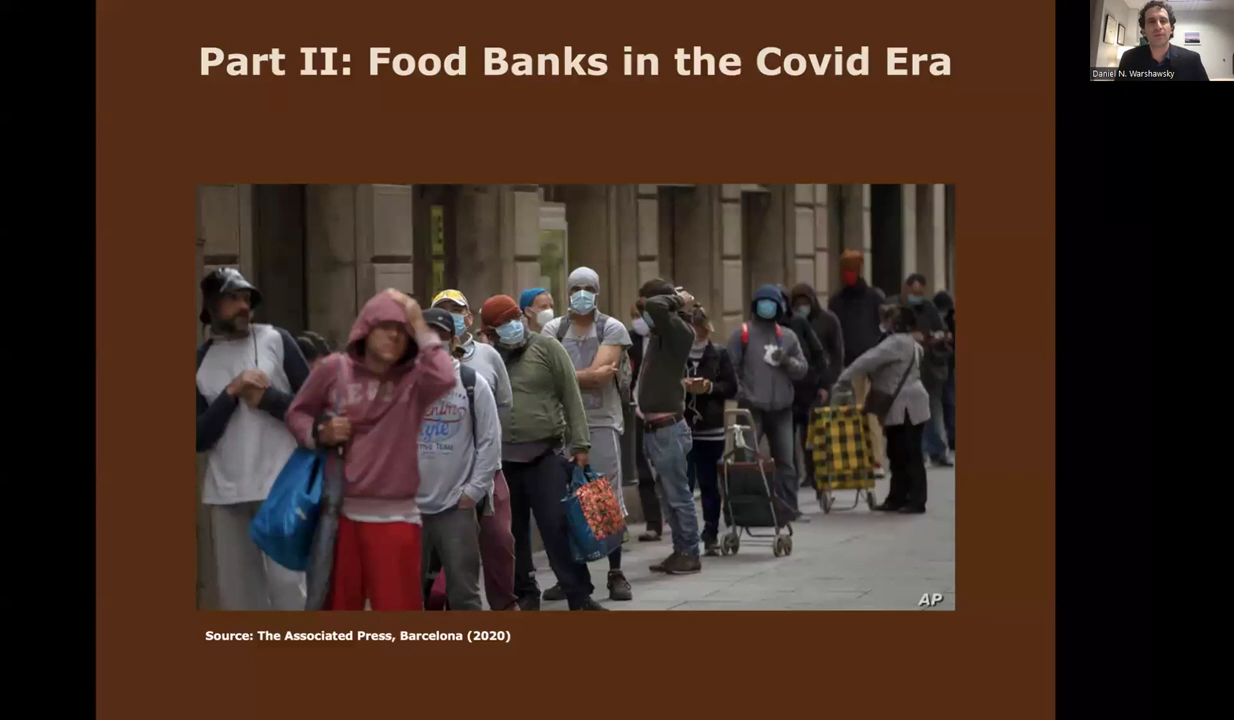 Part II: Food Banks in the Covid Era
Daniel N. Warshawsky
AP
Source: The Associated Press, Barcelona (2020)